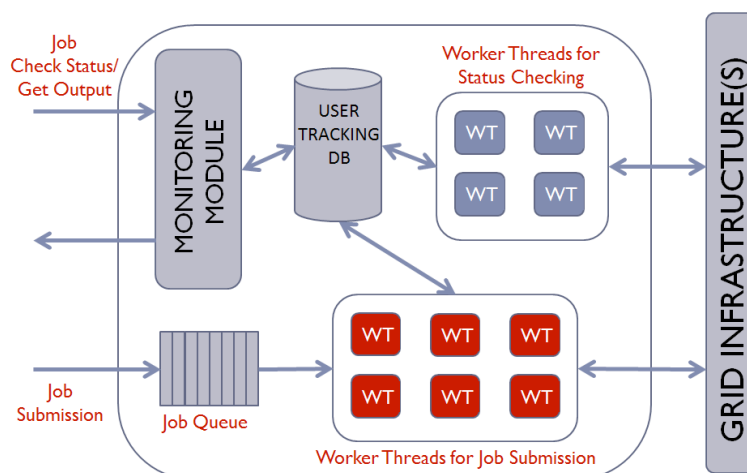 Job
Check Status/
Get Output
MONITORING
MODULE
USER
TRACKING
DB
Worker Threads for
Status Checking
WT
WT
WT
WT
GRID INFRASTRUCTURE(S)
Job
Submission
Job Queue
WT
WT
WT
WT
WT
WT
Worker Threads for Job Submission